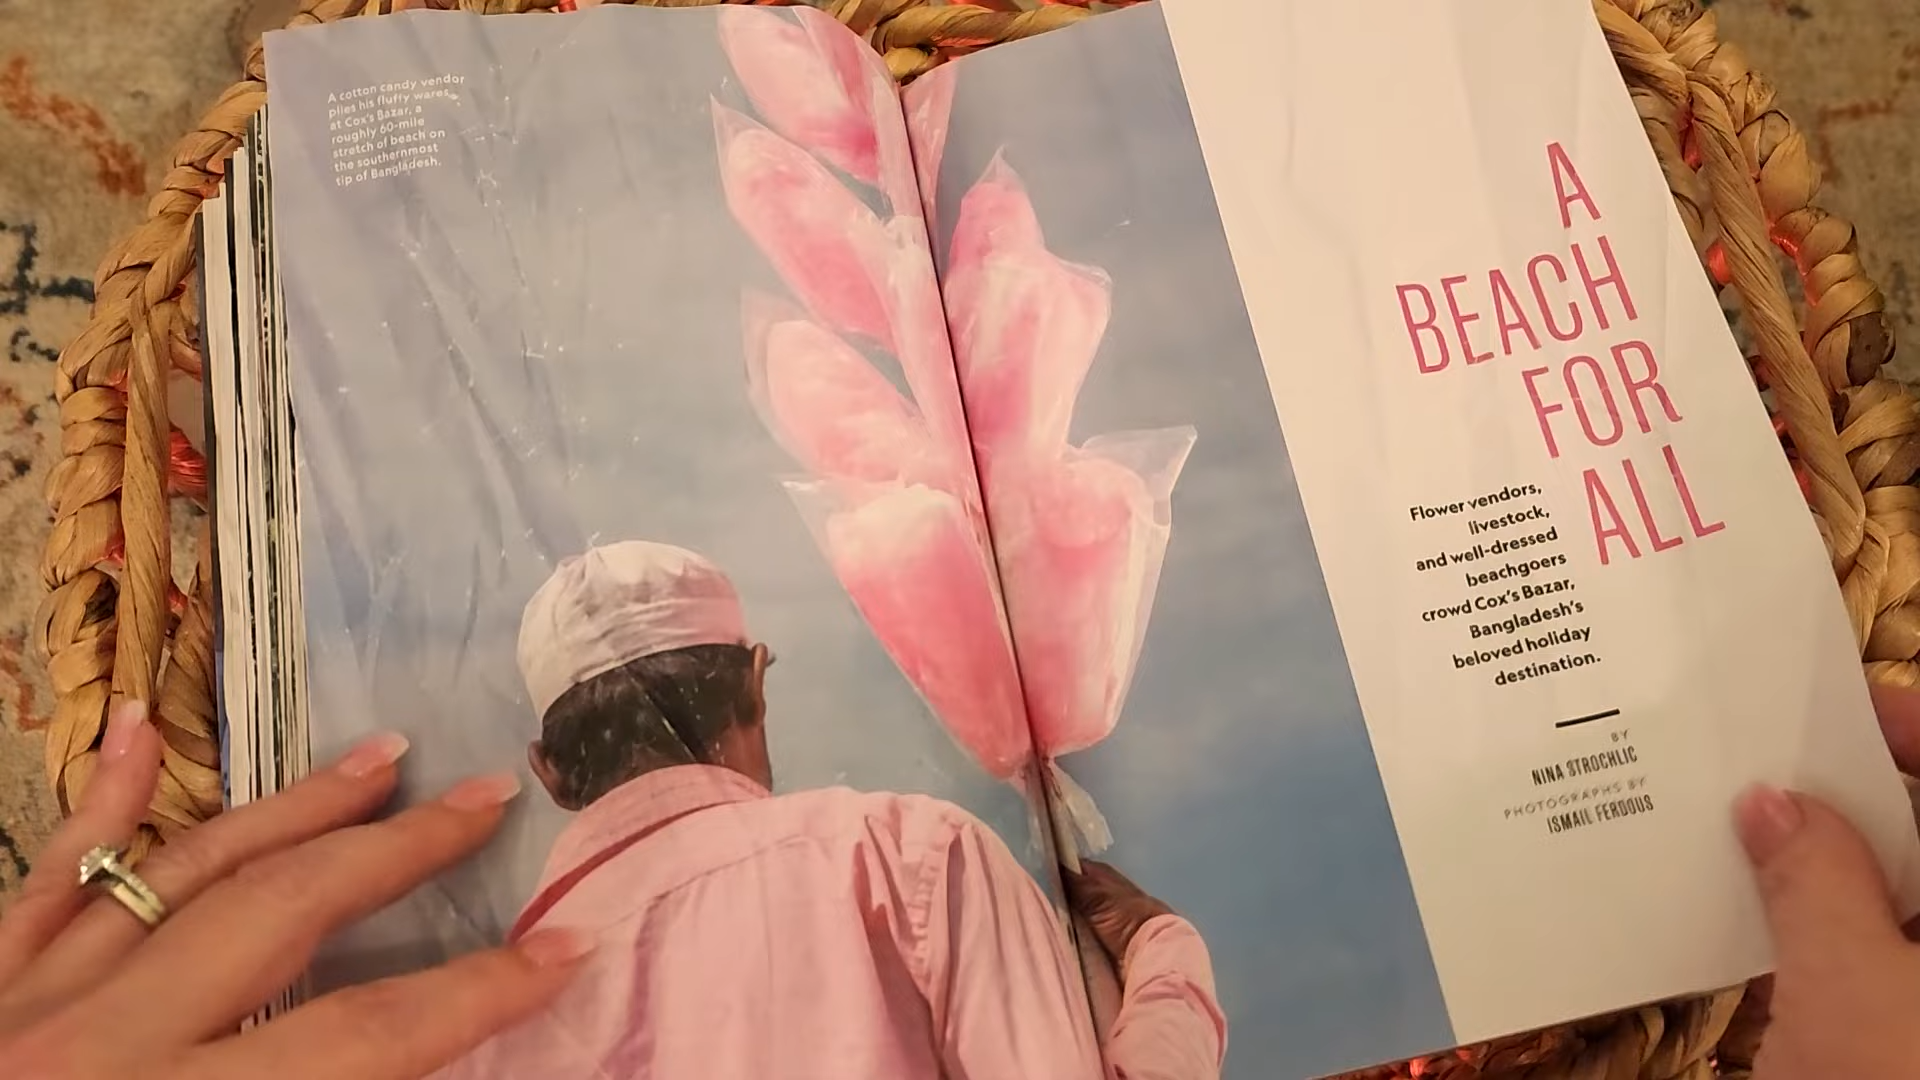 A cotton candy vendor
plies his fluffy wares
at Cox's Bazar, a
roughly 60-mile
stretch of beach on
the southernmost
tip of Bangladesh.
A
BEACH
FOR
ALL
Flower vendors,
livestock,
and well-dressed
beachgoers
crowd Cox's Bazar,
Bangladesh's
beloved holiday
destination.
BY
NINA STROCHLIC
PHOTOGRAPHS BY
ISMAIL FERDOUS